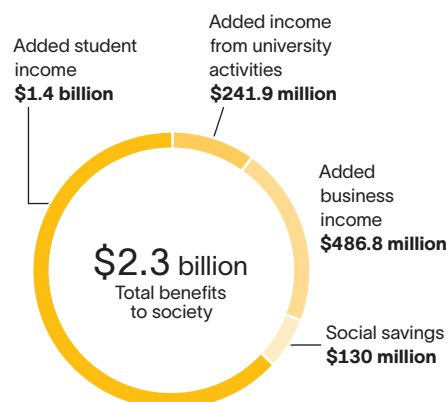 Added student
income
$1.4 billion
Added income
from university
activities
$241.9 million
Added
business
income
$486.8 million
$2.3 billion
Total benefits
to society
Social savings
$130 million